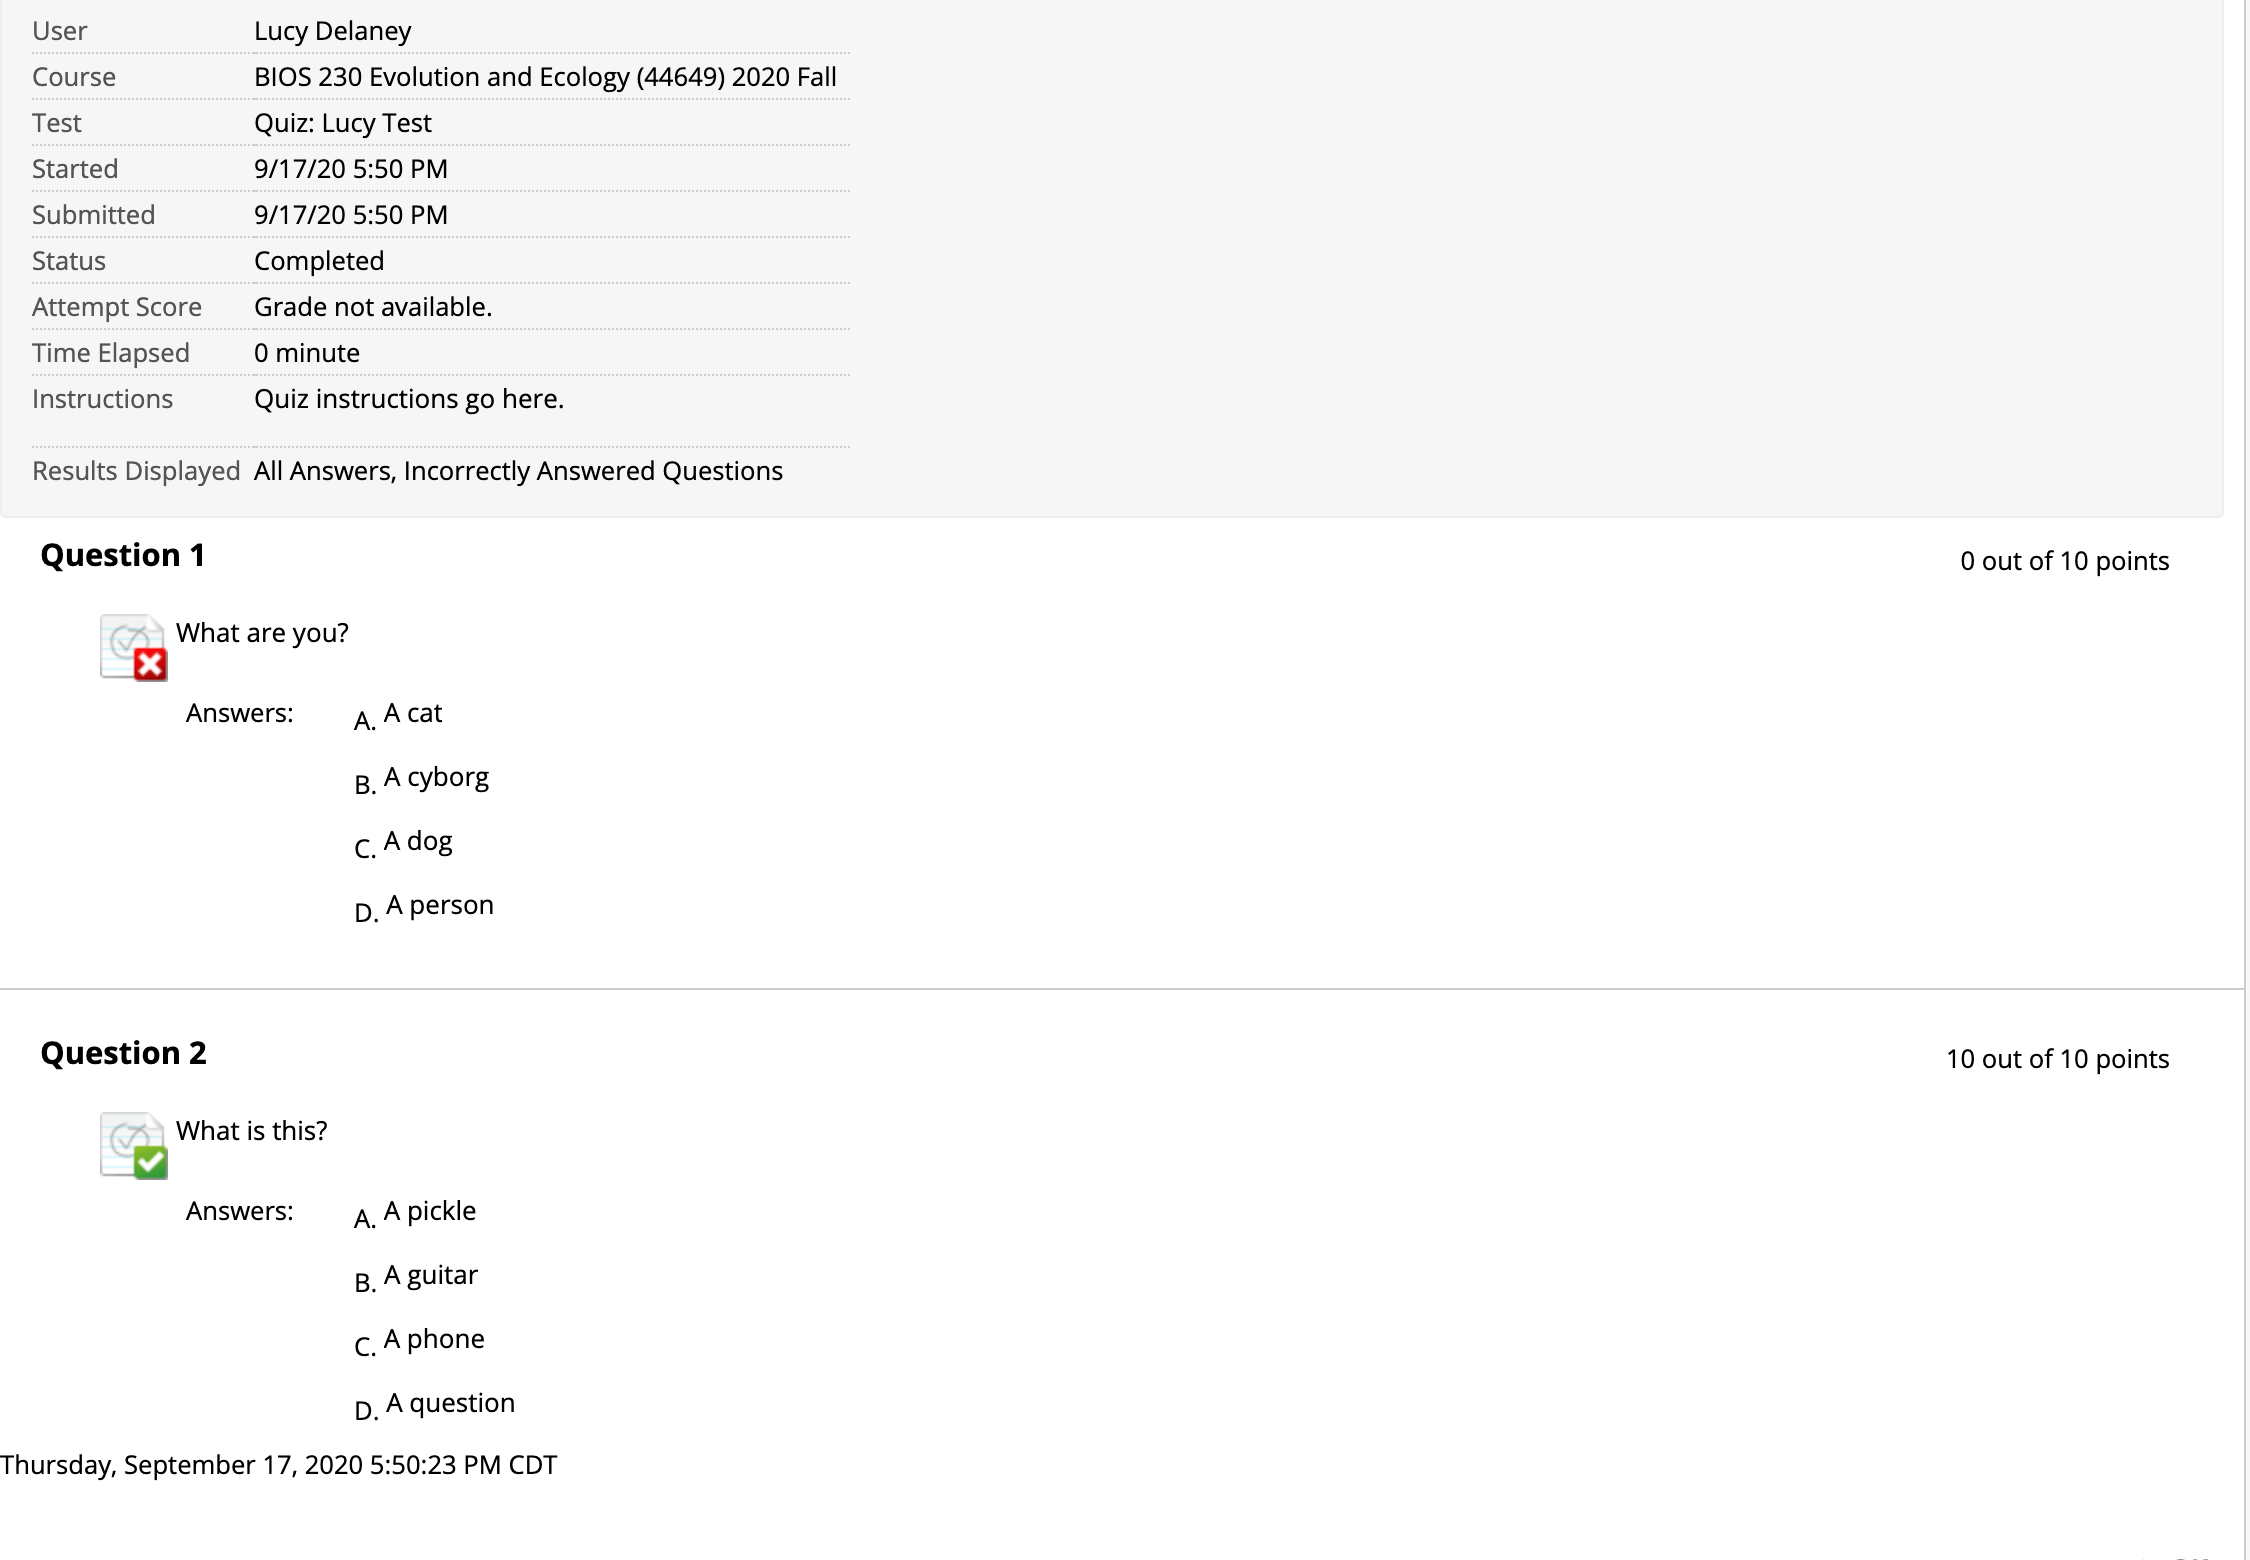 User Lucy Delaney
Course BIOS 230 Evolution and Ecology (44649) 2020 Fall
Test Quiz: Lucy Test
Started 9/17/20 5:50 PM
Submitted 9/17/20 5:50 PM
Status Completed
Attempt Score Grade not available.
Time Elapsed 0 minute
Instructions Quiz instructions go here.
Results Displayed All Answers, Incorrectly Answered Questions
Question 1 0 out of 10 points
What are you?
Answers: A. A cat
B. A cyborg
C. A dog
D. A person
Question 2 10 out of 10 points
What is this?
Answers: A. A pickle
B. A guitar
C. A phone
D. A question
Thursday, September 17, 2020 5:50:23 PM CDT